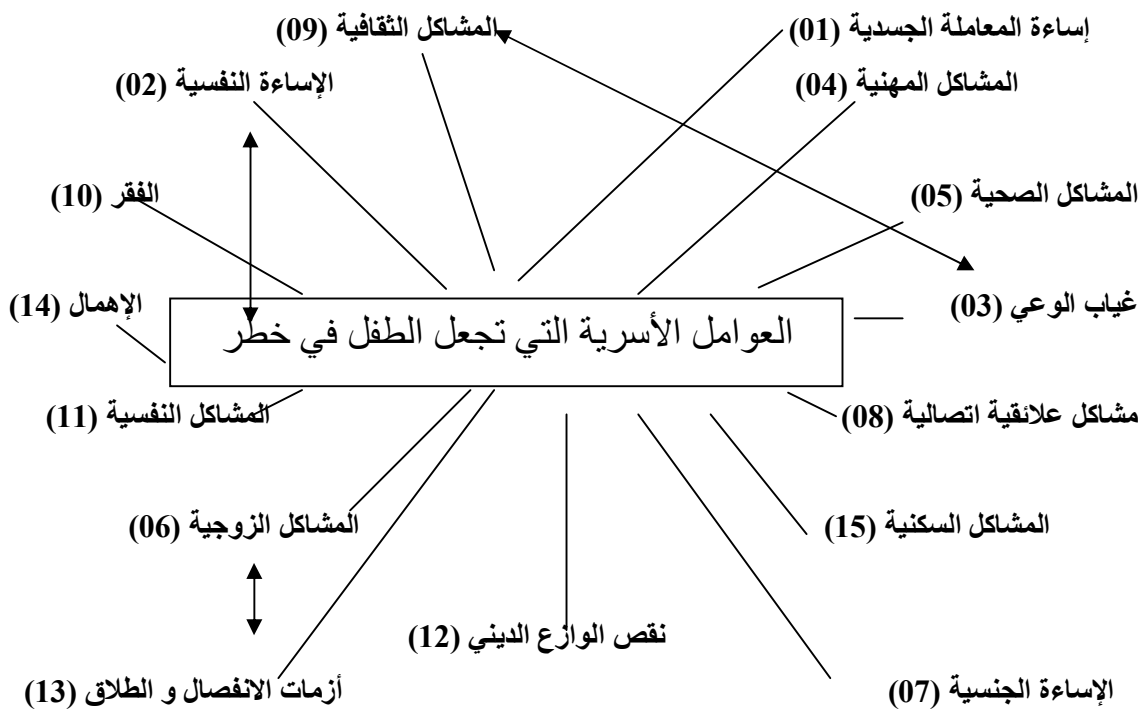 إساءة المعاملة الجسدية (01)
المشاكل الثقافية (09)
المشاكل المهنية (04)
الإساءة النفسية (02)
المشاكل الصحية (05)
الفقر (10)
غياب الوعي (03)
الإهمال (14)
العوامل الأسرية التي تجعل الطفل في خطر
مشاكل علائقية اتصالية (08)
المشاكل النفسية (11)
المشاكل السكنية (15)
المشاكل الزوجية (06)
نقص الوازع الديني (12)
الإساءة الجنسية (07)
أزمات الانفصال و الطلاق (13)